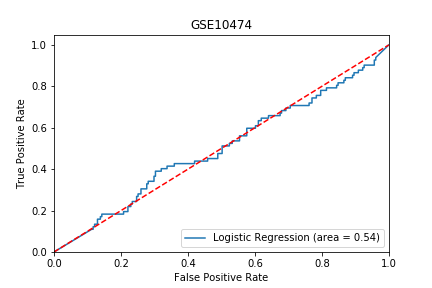 GSE10474
1.0
0.8
0.6
0.4
0.2
0.0
True Positive Rate
Logistic Regression (area = 0.54)
0.0 0.2 0.4 0.6 0.8 1.0
False Positive Rate